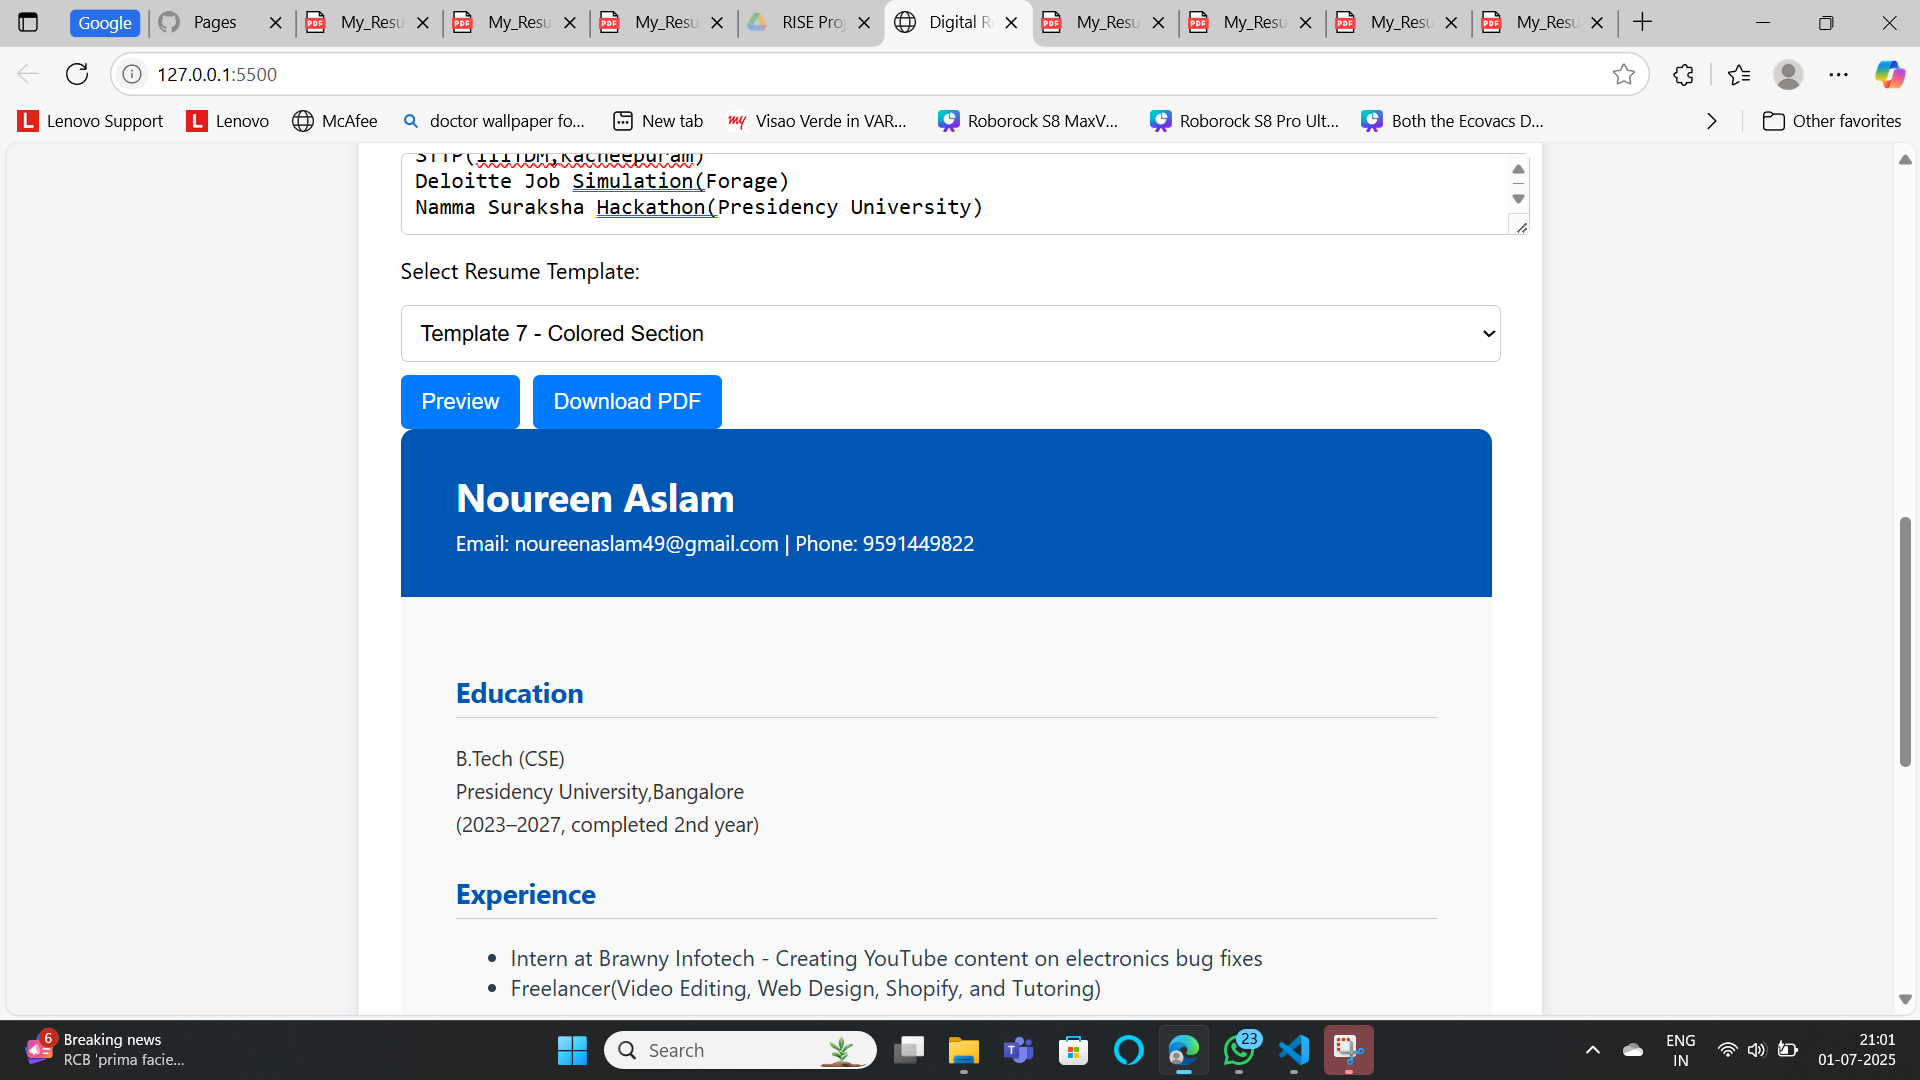 Google
Pages
My_Resu
My_Resu
My_Resu
RISE Proj
Digital R
My_Resu
My_Resu
My_Resu
My_Resu
127.0.0.1:5500
Lenovo Support
Lenovo
McAfee
doctor wallpaper fo...
New tab
Visao Verde in VAR...
Roborock S8 MaxV...
Roborock S8 Pro Ult...
Both the Ecovacs D...
Other favorites
STTP(IIITDM,Kacheepuram)
Deloitte Job Simulation(Forage)
Namma Suraksha Hackathon(Presidency University)
Select Resume Template:
Template 7 - Colored Section
Preview
Download PDF
Noureen Aslam
Email: noureenaslam49@gmail.com | Phone: 9591449822
Education
B.Tech (CSE)
Presidency University,Bangalore
(2023–2027, completed 2nd year)
Experience
Intern at Brawny Infotech - Creating YouTube content on electronics bug fixes
Freelancer(Video Editing, Web Design, Shopify, and Tutoring)
6
Breaking news
RCB 'prima facie...
Search
23
ENG
IN
21:01
01-07-2025